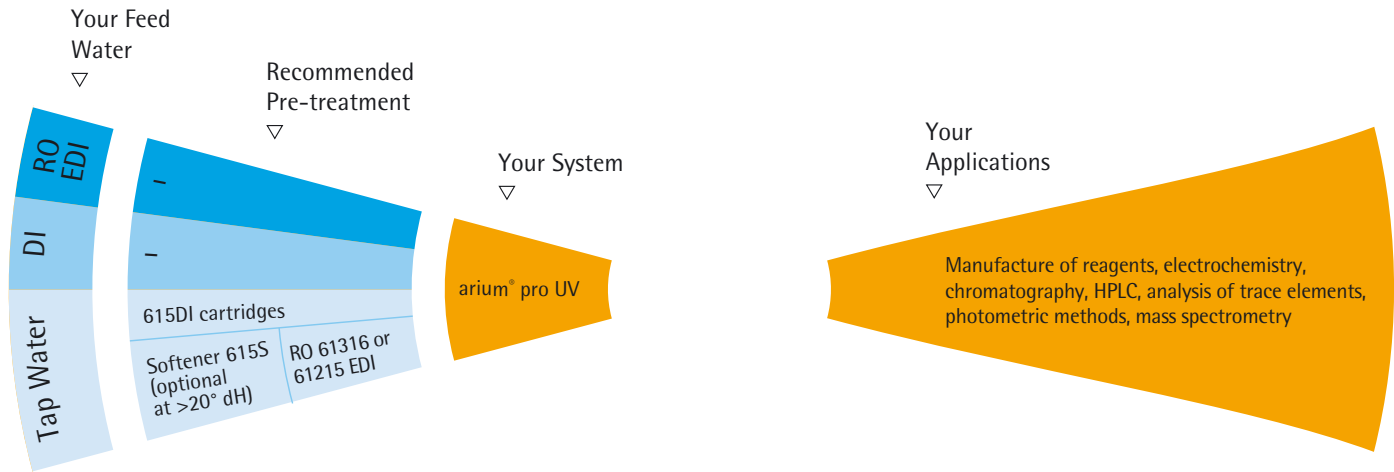 Your Feed
Water
▽
Recommended
Pre-treatment
▽
Your System
▽
Your
Applications
▽
RO
EDI
–
DI
–
Tap Water
615DI cartridges
Softener 615S
(optional
at >20° dH)
RO 61316 or
61215 EDI
arium® pro UV
Manufacture of reagents, electrochemistry,
chromatography, HPLC, analysis of trace elements,
photometric methods, mass spectrometry